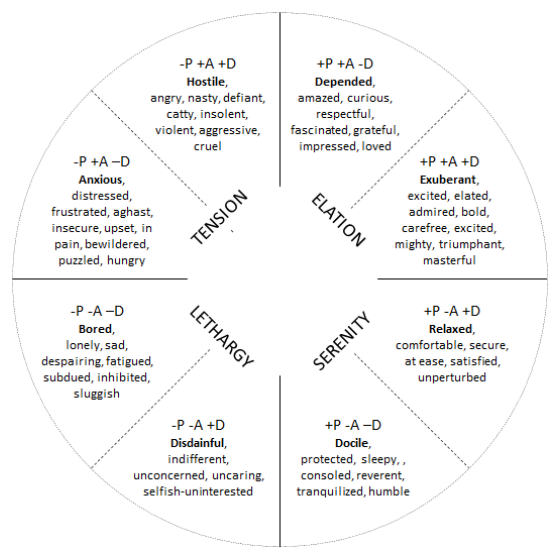 -P +A +D
Hostile,
angry, nasty, defiant,
catty, insolent,
violent, aggressive,
cruel
+P +A -D
Depended,
amazed, curious,
respectful,
fascinated, grateful,
impressed, loved
-P +A –D
Anxious,
distressed,
frustrated, aghast,
insecure, upset, in
pain, bewildered,
puzzled, hungry
+P +A +D
Exuberant,
excited, elated,
admired, bold,
carefree, excited,
mighty, triumphant,
masterful
TENSION
ELATION
LETHARGY
SERENITY
-P -A –D
Bored,
lonely, sad,
despairing, fatigued,
subdued, inhibited,
sluggish
+P -A +D
Relaxed,
comfortable, secure,
at ease, satisfied,
unperturbed
-P -A +D
Disdainful,
indifferent,
unconcerned, uncaring,
selfish-uninterested
+P -A –D
Docile,
protected, sleepy, ,
consoled, reverent,
tranquilized, humble